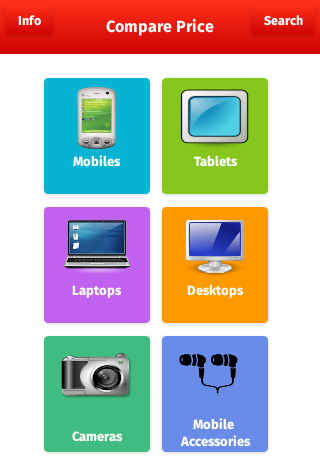 Info
Compare Price
Search
Mobiles
Tablets
Laptops
Desktops
Cameras
Mobile
Accessories